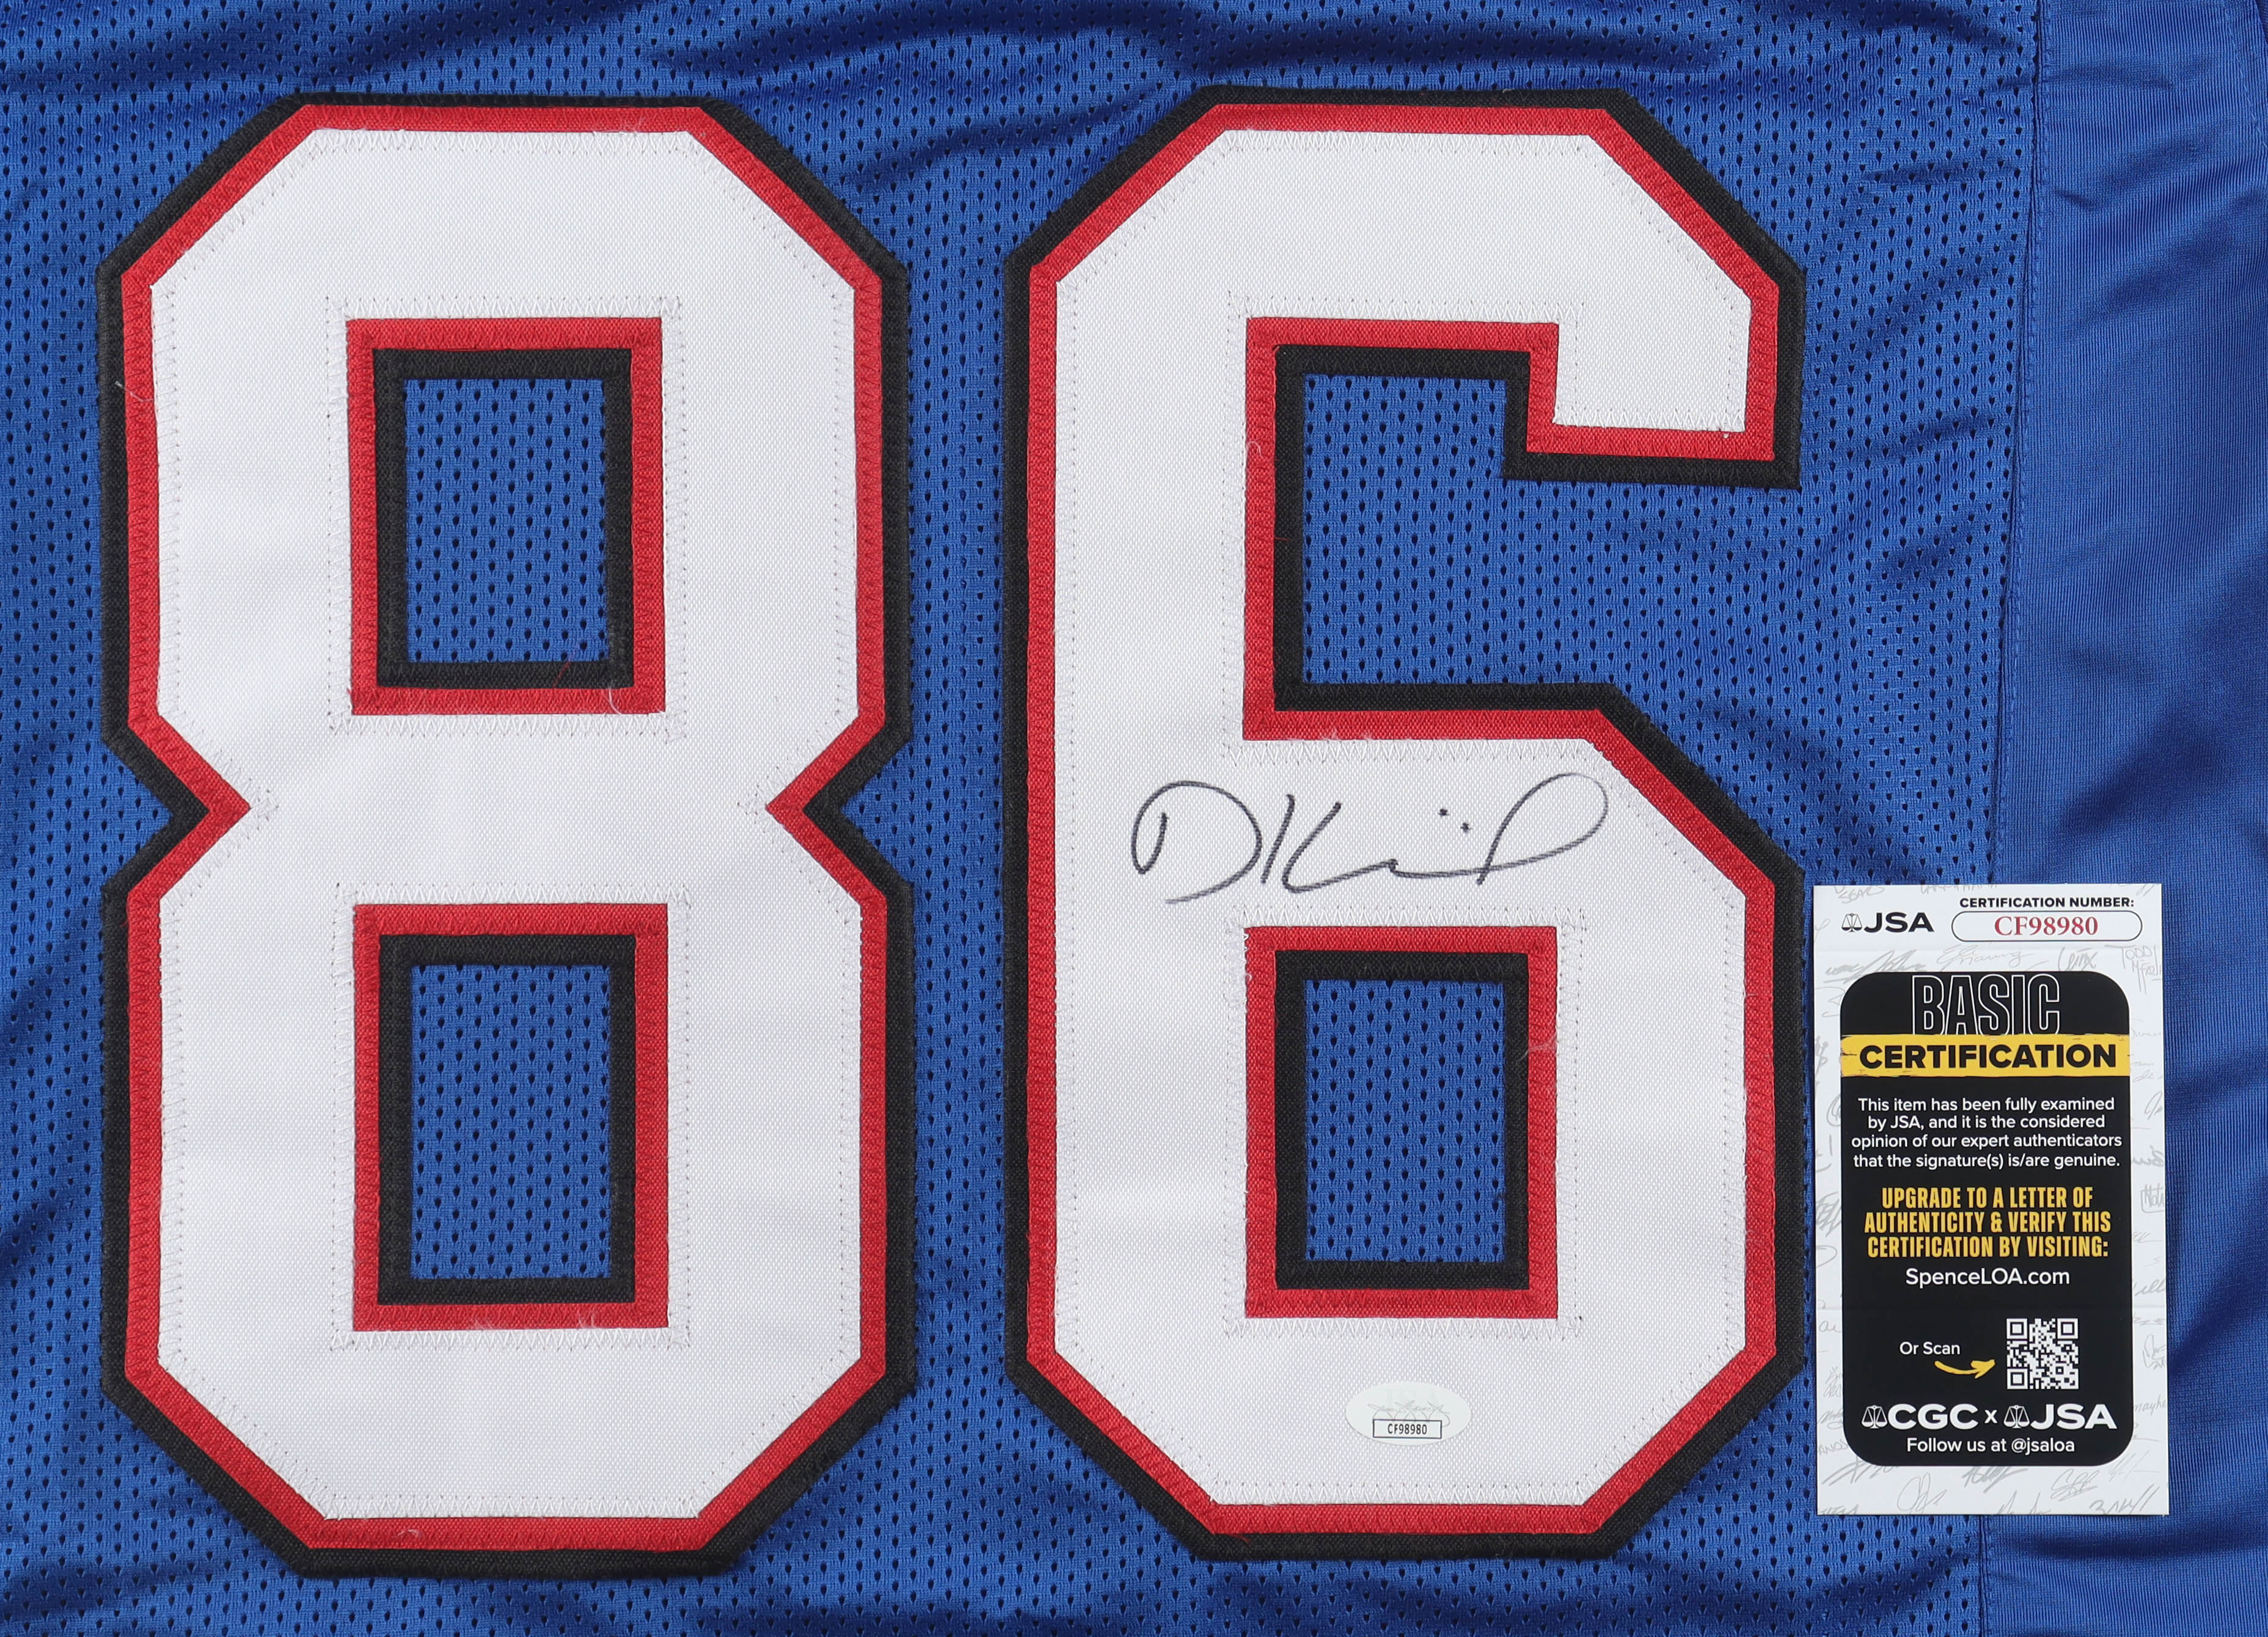 86
JSA
CERTIFICATION NUMBER:
CF98980
BASIC
CERTIFICATION
This item has been fully examined
by JSA, and it is the considered
opinion of our expert authenticators
that the signature(s) is/are genuine.
UPGRADE TO A LETTER OF
AUTHENTICITY & VERIFY THIS
CERTIFICATION BY VISITING:
SpenceLOA.com
Or Scan
CGC x JSA
Follow us at @jsaloa
CF98980